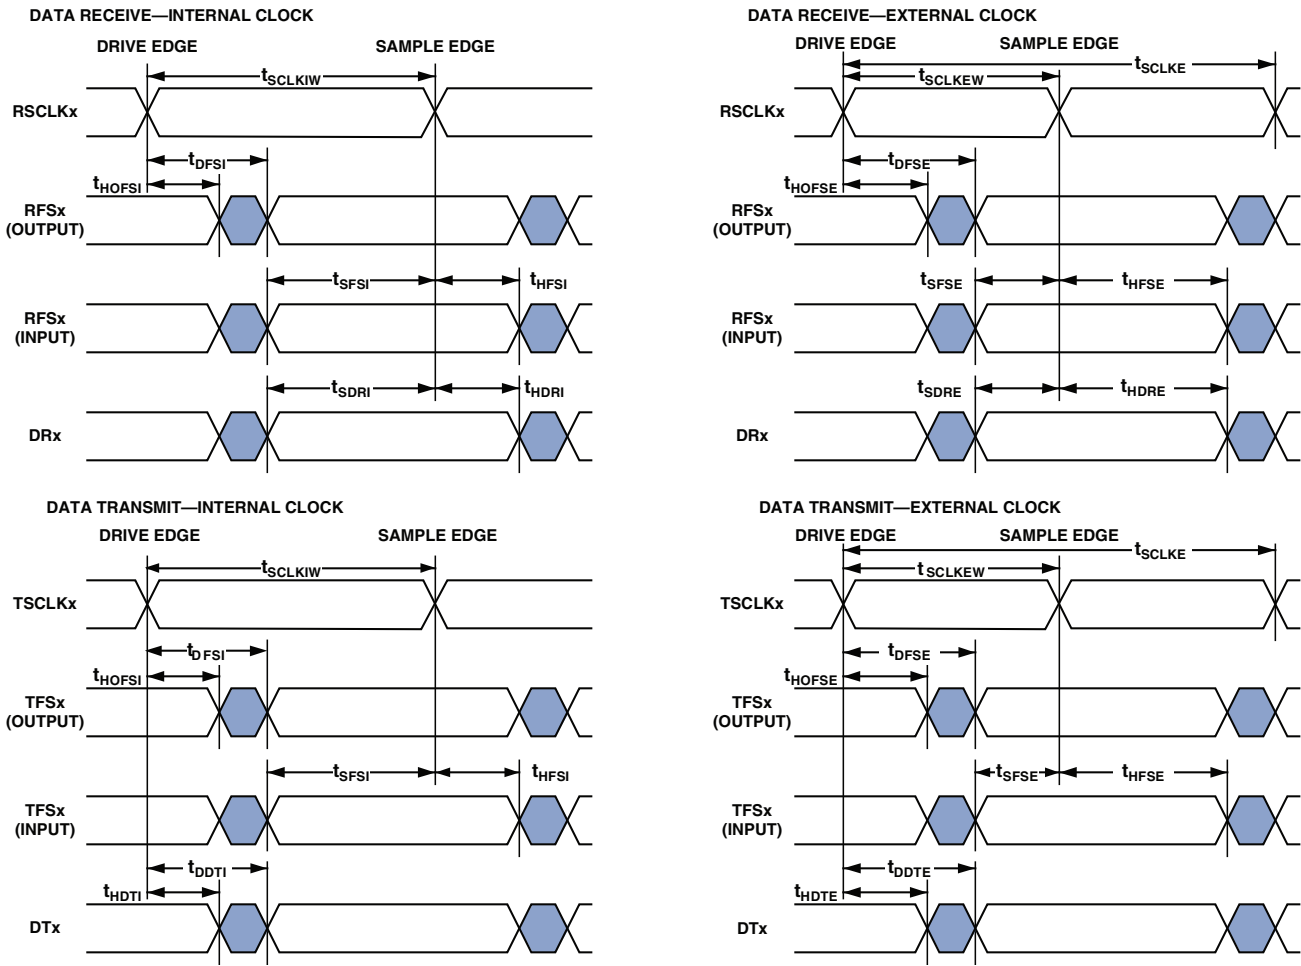 DATA RECEIVE—INTERNAL CLOCK
DRIVE EDGE
SAMPLE EDGE
tSCLKIW
RSCLKx
tDFSI
tHOFSI
RFSx
(OUTPUT)
tSFSI
tHFSI
RFSx
(INPUT)
tSDRI
tHDRI
DRx
DATA RECEIVE—EXTERNAL CLOCK
DRIVE EDGE
SAMPLE EDGE
tSCLKE
tSCLKEW
RSCLKx
tDFSE
tHOFSE
RFSx
(OUTPUT)
tSFSE
tHFSE
RFSx
(INPUT)
tSDRE
tHDRE
DRx
DATA TRANSMIT—INTERNAL CLOCK
DRIVE EDGE
SAMPLE EDGE
tSCLKIW
TSCLKx
tDFSI
tHOFSI
TFSx
(OUTPUT)
tSFSI
tHFSI
TFSx
(INPUT)
tDDTI
tHDTI
DTx
DATA TRANSMIT—EXTERNAL CLOCK
DRIVE EDGE
SAMPLE EDGE
tSCLKE
tSCLKEW
TSCLKx
tDFSE
tHOFSE
TFSx
(OUTPUT)
tSFSE
tHFSE
TFSx
(INPUT)
tDDTE
tHDTE
DTx